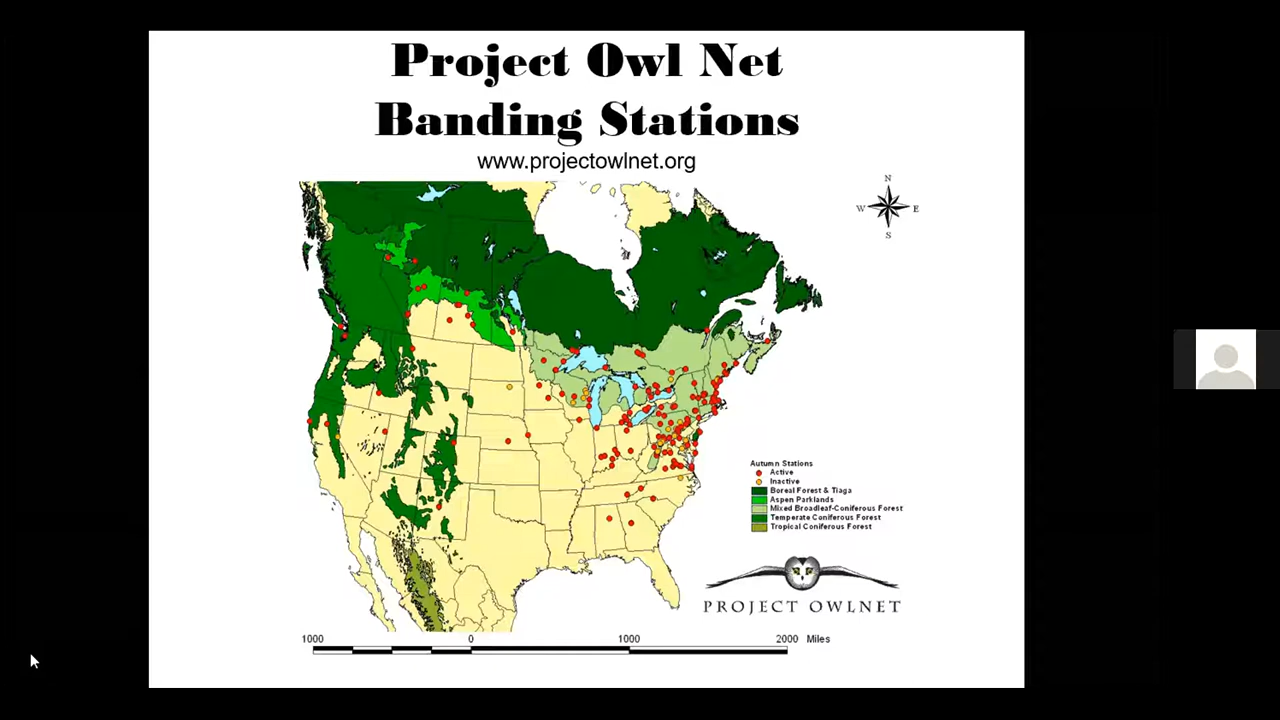 Project Owl Net
Banding Stations
www.projectowlnet.org
N
W E
S
Autumn Stations
Active
Inactive
Boreal Forest & Tiaga
Aspen Parklands
Mixed Broadleaf-Coniferous Forest
Temperate Coniferous Forest
Tropical Coniferous Forest
PROJECT OWLNET
1000 0 1000 2000 Miles